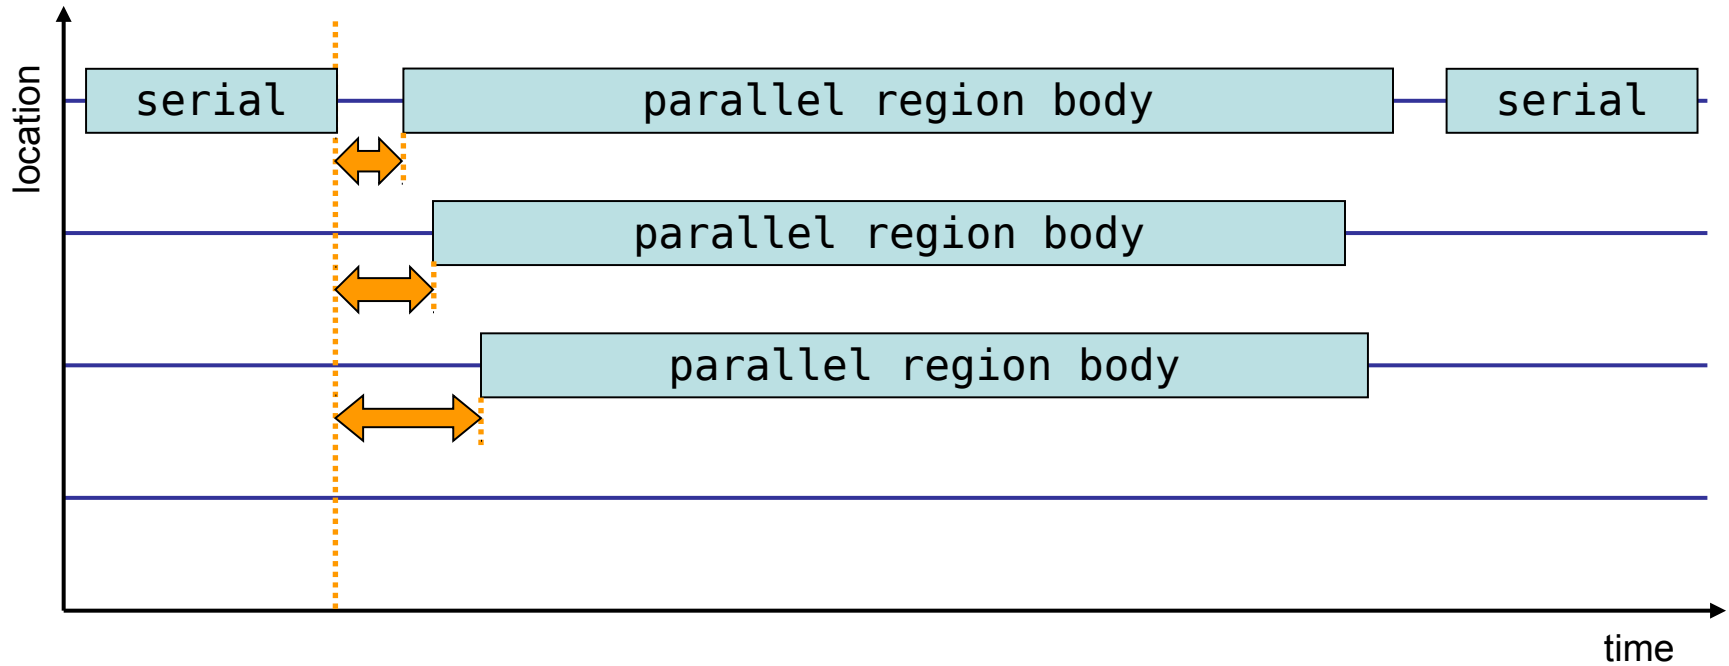 location
serial
parallel region body
serial
parallel region body
parallel region body
time